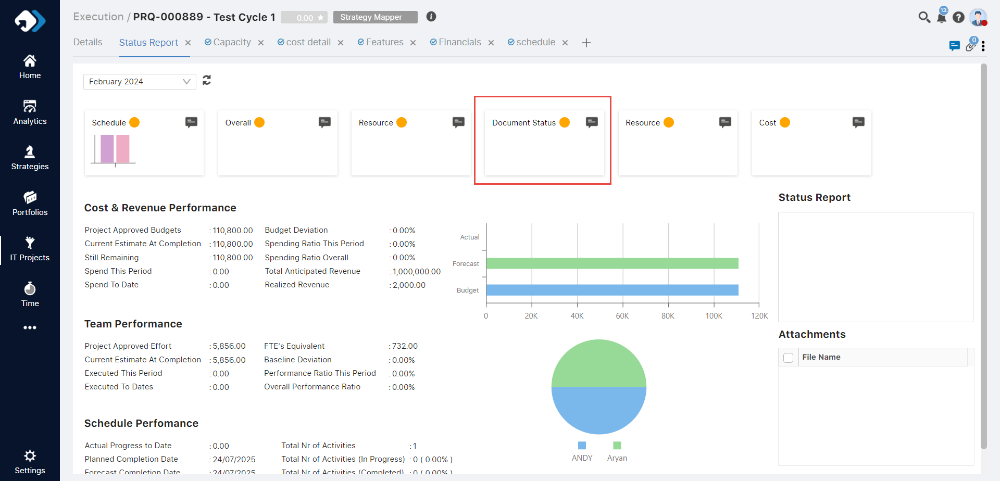 Execution / PRQ-000889 - Test Cycle 1
0.00
Strategy Mapper
Home
Analytics
Strategies
Portfolios
IT Projects
Time
Settings
Details
Status Report
Capacity
cost detail
Features
Financials
schedule
0
February 2024
Schedule
Overall
Resource
Document Status
Resource
Cost
Cost & Revenue Performance
Project Approved Budgets : 110,800.00 Budget Deviation : 0.00%
Current Estimate At Completion : 110,800.00 Spending Ratio This Period : 0.00%
Still Remaining : 110,800.00 Spending Ratio Overall : 0.00%
Spend This Period : 0.00 Total Anticipated Revenue : 1,000,000.00
Spend To Date : 0.00 Realized Revenue : 2,000.00
Actual
Forecast
Budget
0 20K 40K 60K 80K 100K 120K
Status Report
Attachments
File Name
Team Performance
Project Approved Effort : 5,856.00 FTE's Equivalent : 732.00
Current Estimate At Completion : 5,856.00 Baseline Deviation : 0.00%
Executed This Period : 0.00 Performance Ratio This Period : 0.00%
Executed To Dates : 0.00 Overall Performance Ratio : 0.00%
ANDY Aryan
Schedule Perfomance
Actual Progress to Date : 0.00 Total Nr of Activities : 1
Planned Completion Date : 24/07/2025 Total Nr of Activities (In Progress) : 0 ( 0.00% )
Forecast Completion Date : 24/07/2025 Total Nr of Activities (Completed) : 0 ( 0.00% )